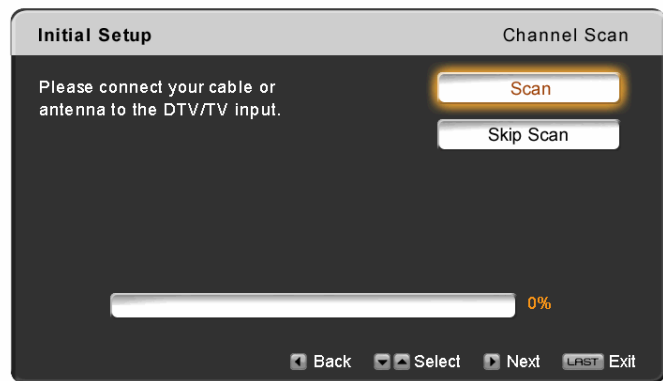 Initial Setup Channel Scan
Please connect your cable or
antenna to the DTV/TV input.
Scan
Skip Scan
0%
Back Select Next LAST Exit